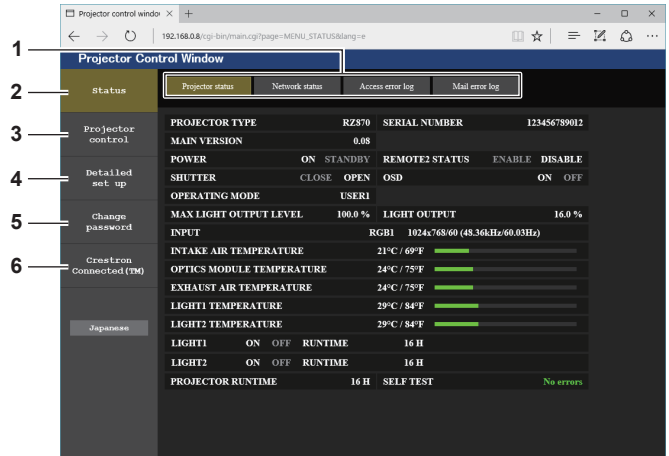 Projector control windov
192.168.0.8/cgi-bin/main.cgi?page=MENU_STATUS&lang=e
Projector Control Window
1
2
Status
Projector status
Network status
Access error log
Mail error log
3
Projector
control
4
Detailed
set up
5
Change
password
6
Crestron
Connected(TM)
Japanese
PROJECTOR TYPE RZ870 SERIAL NUMBER 123456789012
MAIN VERSION 0.08
POWER ON STANDBY REMOTE2 STATUS ENABLE DISABLE
SHUTTER CLOSE OPEN OSD ON OFF
OPERATING MODE USER1
MAX LIGHT OUTPUT LEVEL 100.0 % LIGHT OUTPUT 16.0 %
INPUT RGB1 1024x768/60 (48.36kHz/60.03Hz)
INTAKE AIR TEMPERATURE 21°C / 69°F
OPTICS MODULE TEMPERATURE 24°C / 75°F
EXHAUST AIR TEMPERATURE 24°C / 75°F
LIGHT1 TEMPERATURE 29°C / 84°F
LIGHT2 TEMPERATURE 29°C / 84°F
LIGHT1 ON OFF RUNTIME 16 H
LIGHT2 ON OFF RUNTIME 16 H
PROJECTOR RUNTIME 16 H SELF TEST No errors